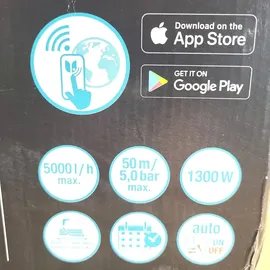 Download on the
App Store
GET IT ON
Google Play
5000 l / h
max.
50 m /
5,0 bar
max.
1300 W
auto
ON
OFF